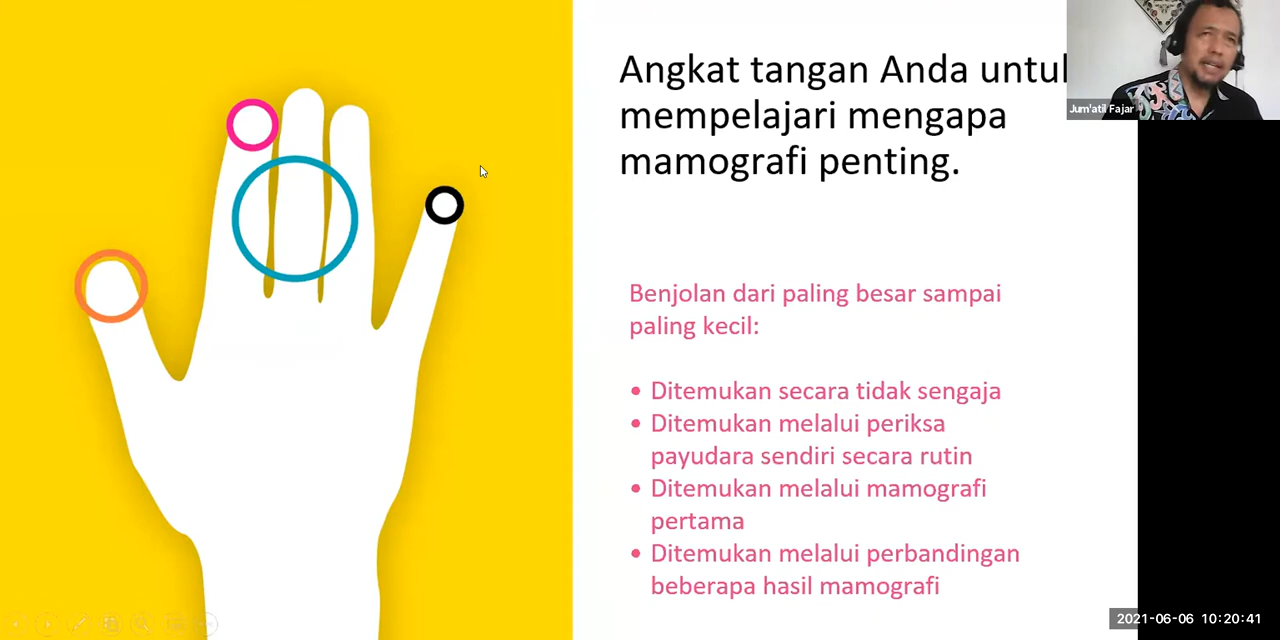 Angkat tangan Anda untuk
mempelajari mengapa
mamografi penting.
Jum'atil Fajar
Benjolan dari paling besar sampai
paling kecil:
• Ditemukan secara tidak sengaja
• Ditemukan melalui periksa
payudara sendiri secara rutin
• Ditemukan melalui mamografi
pertama
• Ditemukan melalui perbandingan
beberapa hasil mamografi
2021-06-06 10:20:41